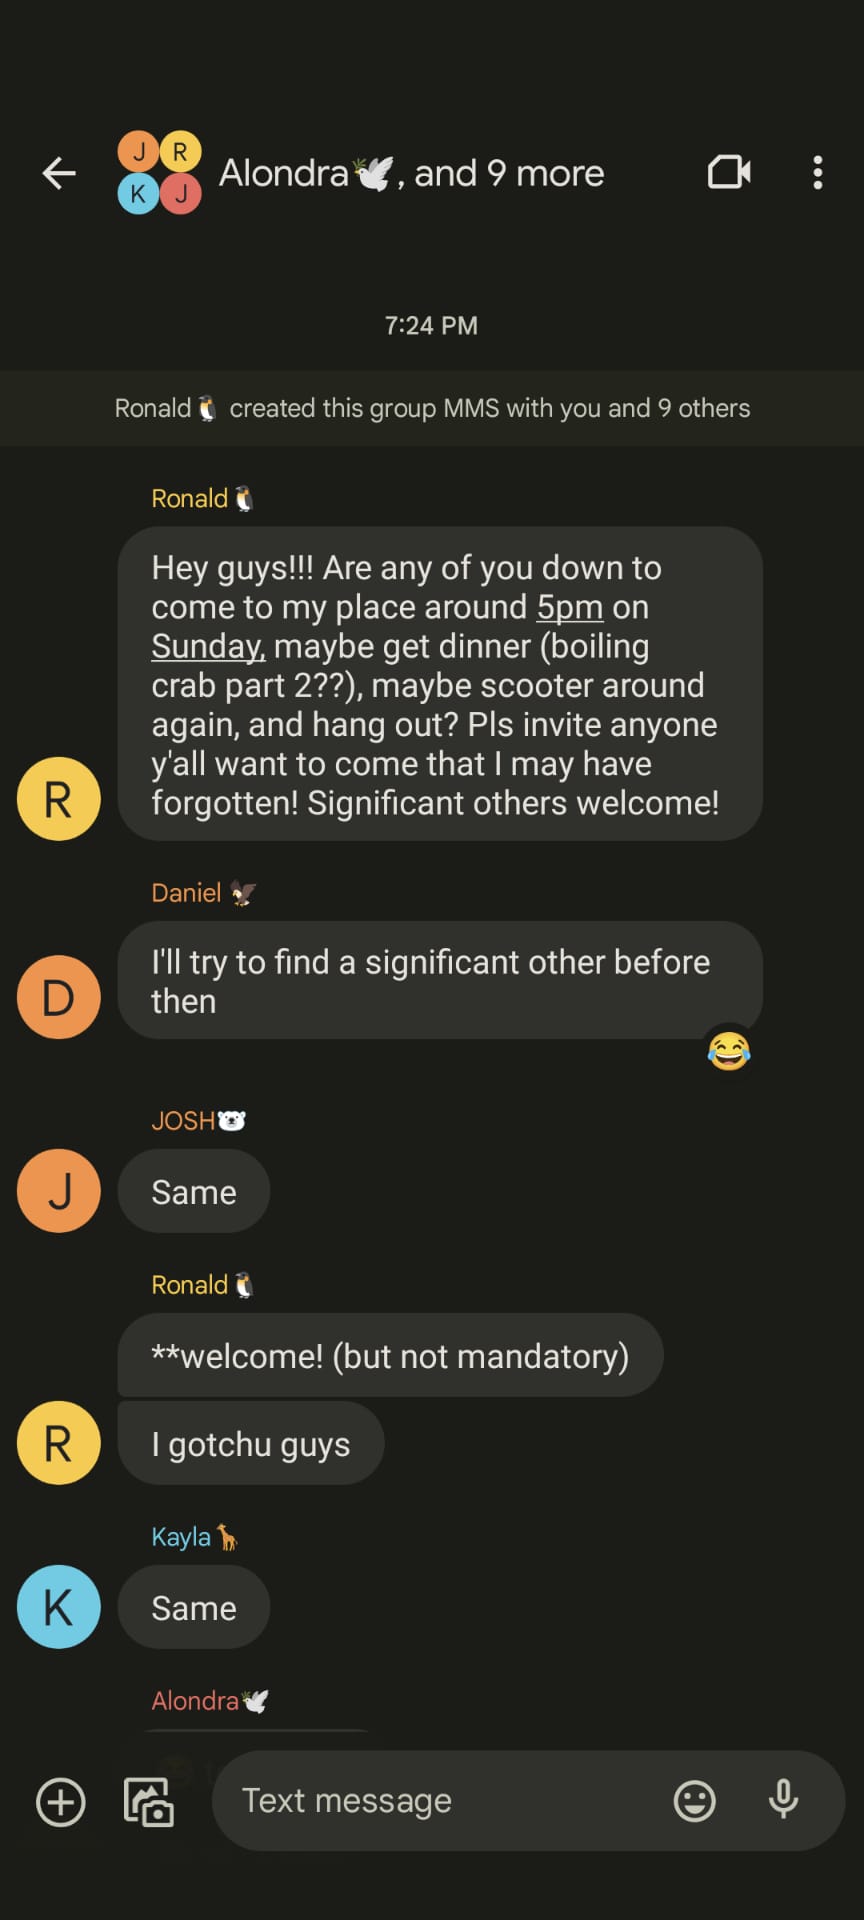 J R
K J
Alondra🕊️, and 9 more
7:24 PM
Ronald🐧 created this group MMS with you and 9 others
Ronald🐧
Hey guys!!! Are any of you down to
come to my place around 5pm on
Sunday, maybe get dinner (boiling
crab part 2??), maybe scooter around
again, and hang out? Pls invite anyone
y'all want to come that I may have
forgotten! Significant others welcome!
R
Daniel 🦅
I'll try to find a significant other before
then
D
😂
JOSH🐻‍❄️
Same
J
Ronald🐧
**welcome! (but not mandatory)
I gotchu guys
R
Kayla🦒
Same
K
Alondra🕊️
Text message